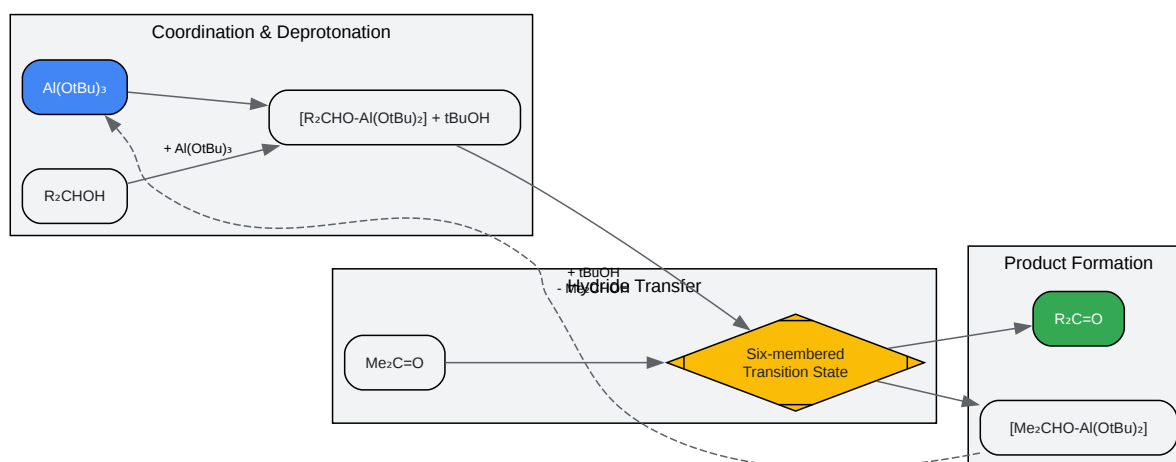 Coordination & Deprotonation
Al(OtBu)₃
[R₂CHO-Al(OtBu)₂] + tBuOH
+ Al(OtBu)₃
R₂CHOH
Hydride Transfer
+ tBuOH
- Me₂CHOH
Me₂C=O
Six-membered
Transition State
Product Formation
R₂C=O
[Me₂CHO-Al(OtBu)₂]